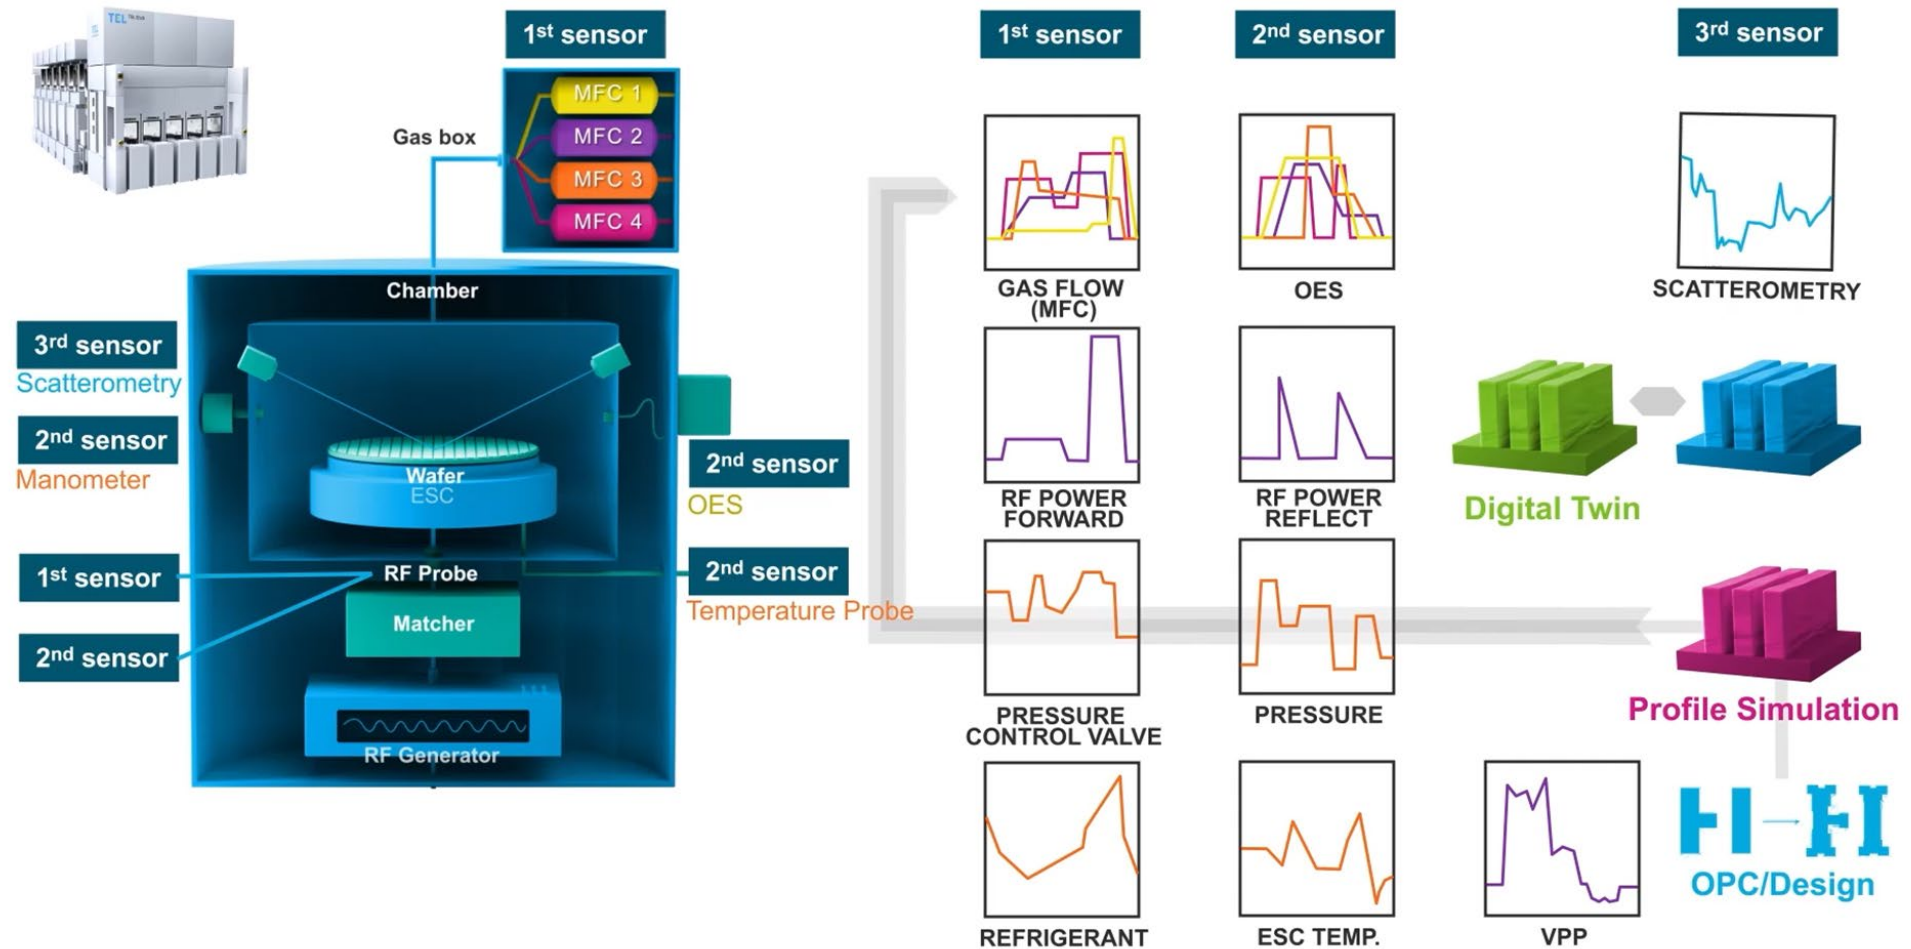 TEL
1st sensor
MFC 1
MFC 2
MFC 3
MFC 4
Gas box
Chamber
3rd sensor
Scatterometry
2nd sensor
Manometer
Wafer
ESC
2nd sensor
OES
1st sensor
2nd sensor
RF Probe
2nd sensor
Temperature Probe
Matcher
RF Generator
1st sensor
2nd sensor
3rd sensor
GAS FLOW
(MFC)
OES
SCATTEROMETRY
RF POWER
FORWARD
RF POWER
REFLECT
Digital Twin
PRESSURE
CONTROL VALVE
PRESSURE
Profile Simulation
REFRIGERANT
ESC TEMP.
VPP
OPC/Design